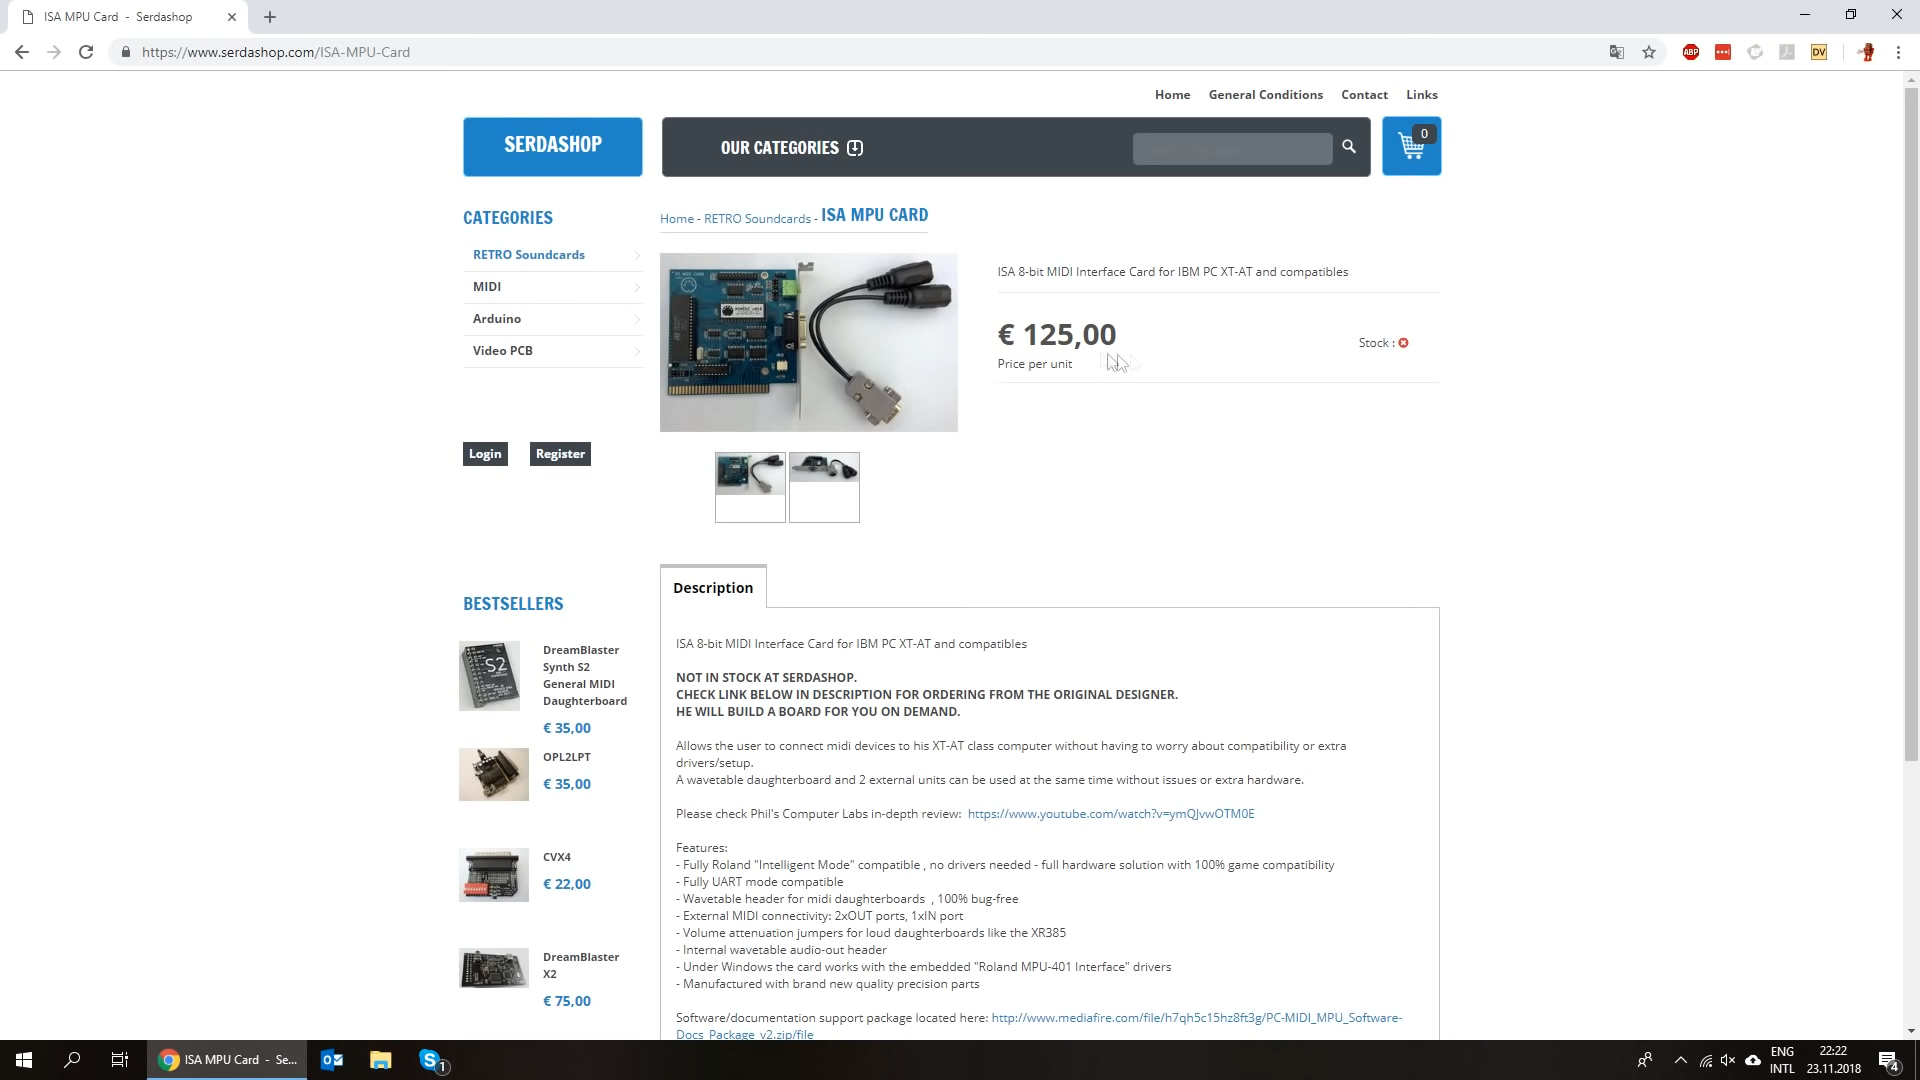 ISA MPU Card - Serdashop
https://www.serdashop.com/ISA-MPU-Card
ABP
DV
Home
General Conditions
Contact
Links
SERDASHOP
OUR CATEGORIES
0
CATEGORIES
RETRO Soundcards
MIDI
Arduino
Video PCB
Login
Register
Home - RETRO Soundcards - ISA MPU CARD
PC MIDI CARD
ISA 8-bit MIDI Interface Card for IBM PC XT-AT and compatibles
€ 125,00
Price per unit
Stock :
BESTSELLERS
S2
DreamBlaster
Synth S2
General MIDI
Daughterboard
€ 35,00
OPL2LPT
€ 35,00
CVX4
€ 22,00
DreamBlaster
X2
€ 75,00
Description
ISA 8-bit MIDI Interface Card for IBM PC XT-AT and compatibles
NOT IN STOCK AT SERDASHOP.
CHECK LINK BELOW IN DESCRIPTION FOR ORDERING FROM THE ORIGINAL DESIGNER.
HE WILL BUILD A BOARD FOR YOU ON DEMAND.
Allows the user to connect midi devices to his XT-AT class computer without having to worry about compatibility or extra
drivers/setup.
A wavetable daughterboard and 2 external units can be used at the same time without issues or extra hardware.
Please check Phil's Computer Labs in-depth review: https://www.youtube.com/watch?v=ymQJvwOTM0E
Features:
- Fully Roland "Intelligent Mode" compatible , no drivers needed - full hardware solution with 100% game compatibility
- Fully UART mode compatible
- Wavetable header for midi daughterboards , 100% bug-free
- External MIDI connectivity: 2xOUT ports, 1xIN port
- Volume attenuation jumpers for loud daughterboards like the XR385
- Internal wavetable audio-out header
- Under Windows the card works with the embedded "Roland MPU-401 Interface" drivers
- Manufactured with brand new quality precision parts
Software/documentation support package located here: http://www.mediafire.com/file/h7qh5c15hz8ft3g/PC-MIDI_MPU_Software-
Docs_Package_v2.zip/file
ISA MPU Card - Se...
1
ENG
INTL
22:22
23.11.2018
4